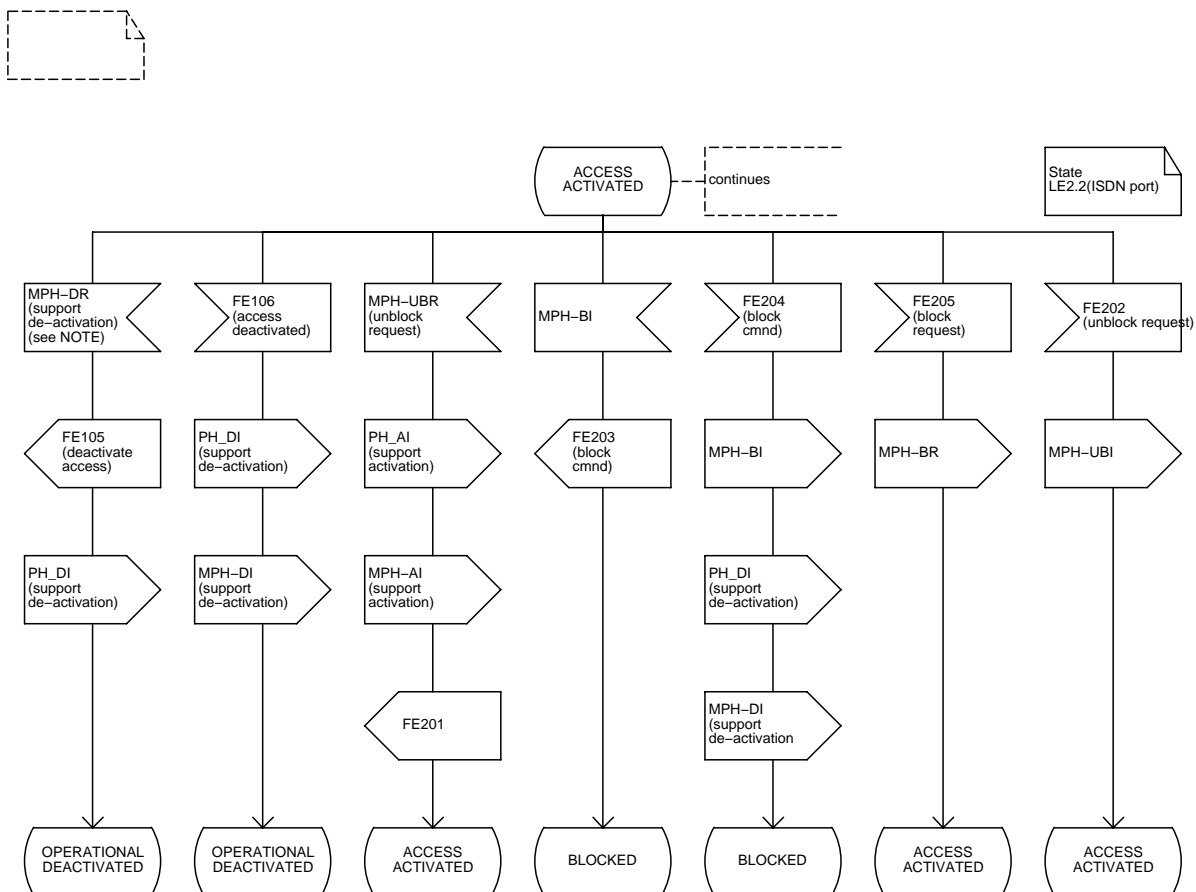 ACCESS
ACTIVATED
continues
State
LE2.2(ISDN port)
MPH−DR
(support
de−activation)
(see NOTE)
FE106
(access
deactivated)
MPH−UBR
(unblock
request)
MPH−BI
FE204
(block
cmnd)
FE205
(block
request)
FE202
(unblock request)
FE105
(deactivate
access)
PH_DI
(support
de−activation)
PH_AI
(support
activation)
FE203
(block
cmnd)
MPH−BI
MPH−BR
MPH−UBI
PH_DI
(support
de−activation)
MPH−DI
(support
de−activation)
MPH−AI
(support
activation)
PH_DI
(support
de−activation)
FE201
MPH−DI
(support
de−activation
OPERATIONAL
DEACTIVATED
OPERATIONAL
DEACTIVATED
ACCESS
ACTIVATED
BLOCKED
BLOCKED
ACCESS
ACTIVATED
ACCESS
ACTIVATED